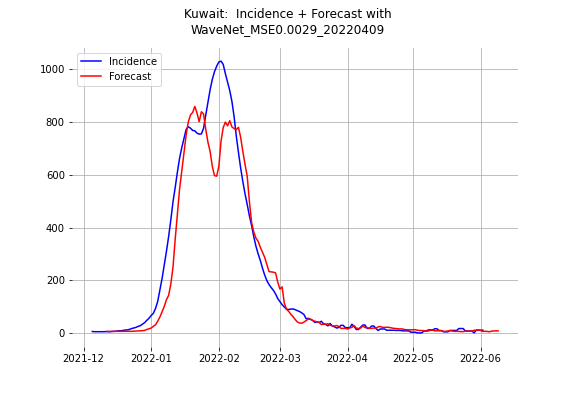 Kuwait:  Incidence + Forecast with
WaveNet_MSE0.0029_20220409
Incidence
Forecast
1000
800
600
400
200
0
2021-12 2022-01 2022-02 2022-03 2022-04 2022-05 2022-06